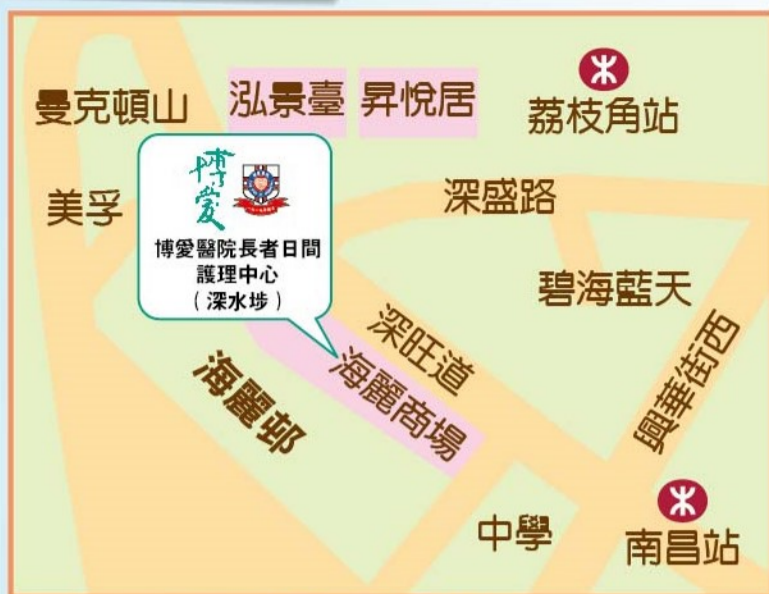 曼克頓山
泓景臺
昇悅居
荔枝角站
美孚
博愛
博愛醫院長者日間
護理中心
（深水埗）
深盛路
碧海藍天
深旺道
海麗商場
海麗邨
興華街西
中學
南昌站